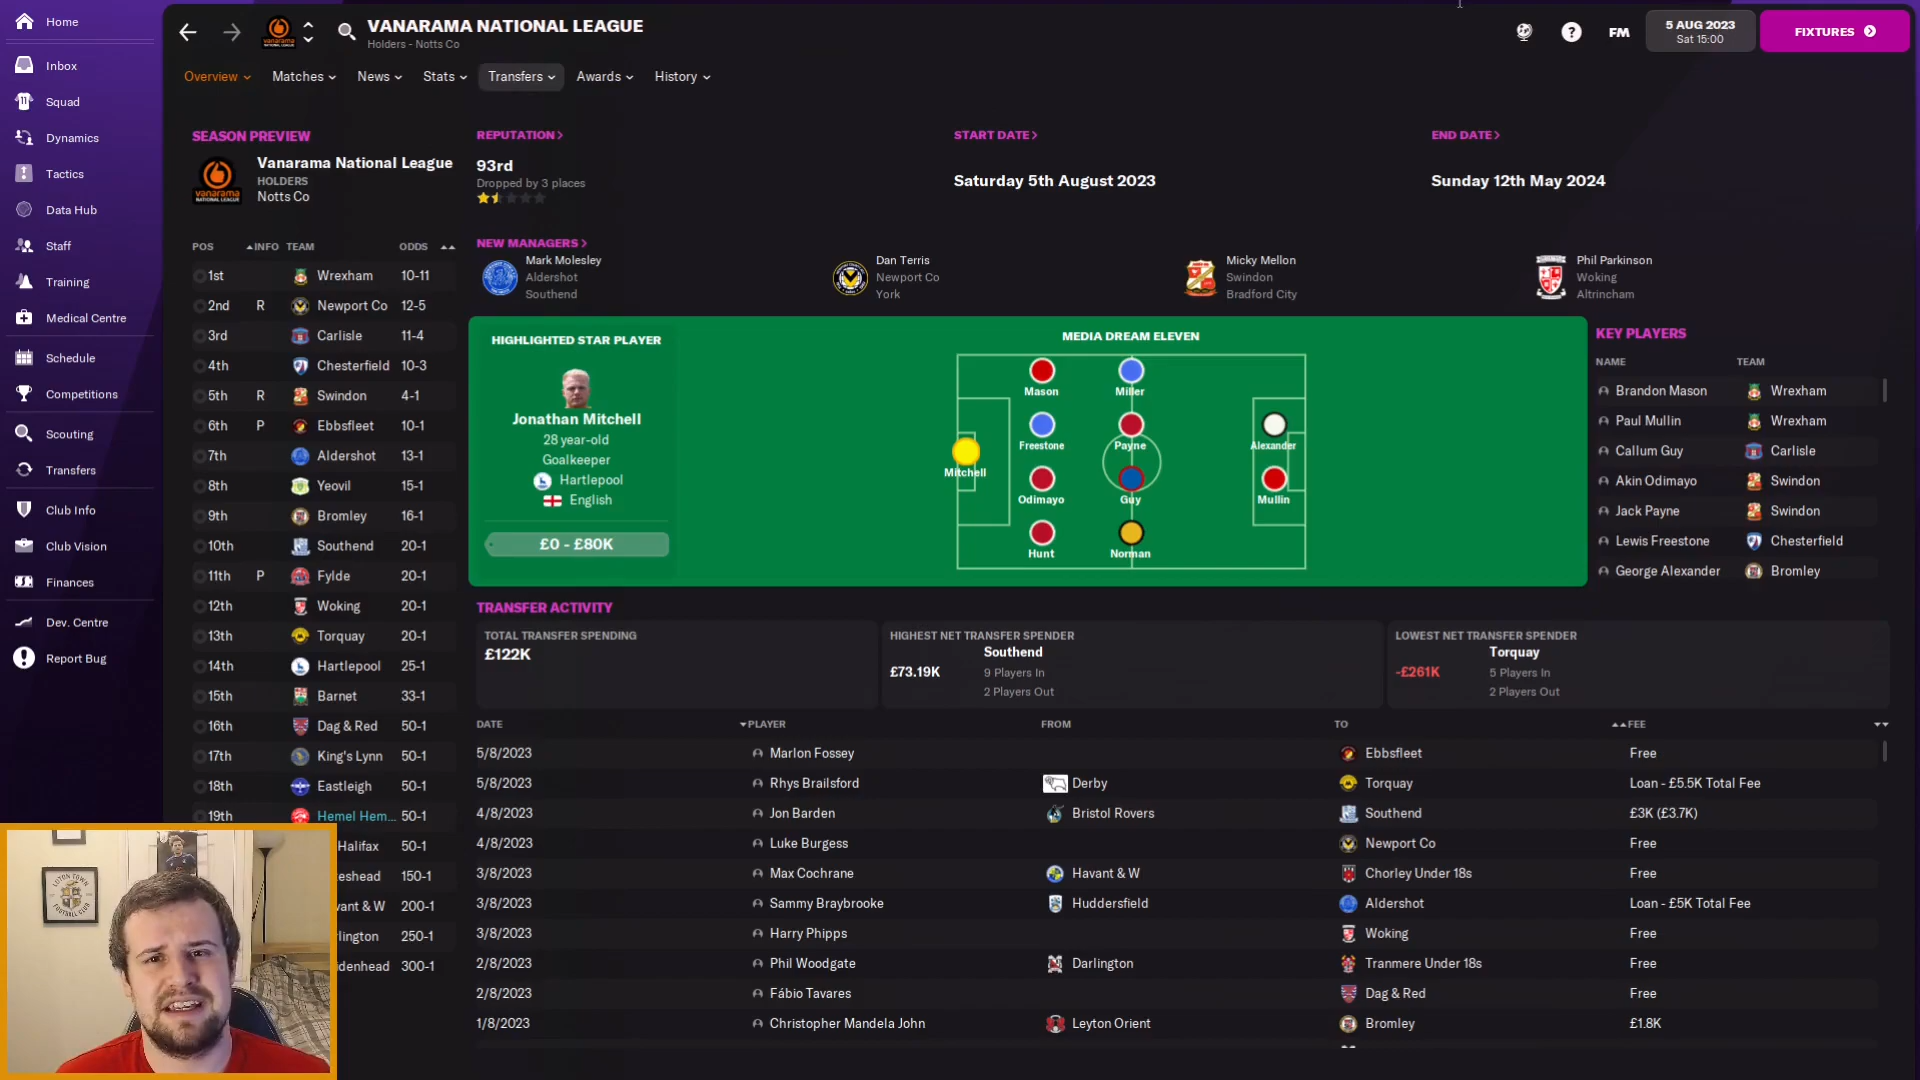 Home
Inbox
Squad
Dynamics
Tactics
Data Hub
Staff
Training
Medical Centre
Schedule
Competitions
Scouting
Transfers
Club Info
Club Vision
Finances
Dev. Centre
Report Bug
VANARAMA NATIONAL LEAGUE
Holders - Notts Co
FM
5 AUG 2023
Sat 15:00
FIXTURES
Overview Matches News Stats Transfers Awards History
SEASON PREVIEW
Vanarama National League
HOLDERS
Notts Co
POS INFO TEAM ODDS
1st Wrexham 10-11
2nd R Newport Co 12-5
3rd Carlisle 11-4
4th Chesterfield 10-3
5th R Swindon 4-1
6th P Ebbsfleet 10-1
7th Aldershot 13-1
8th Yeovil 15-1
9th Bromley 16-1
10th Southend 20-1
11th P Fylde 20-1
12th Woking 20-1
13th Torquay 20-1
14th Hartlepool 25-1
15th Barnet 33-1
16th Dag & Red 50-1
17th King's Lynn 50-1
18th Eastleigh 50-1
19th Hemel Hem... 50-1
Halifax 50-1
eshead 150-1
vant & W 200-1
lington 250-1
idenhead 300-1
LUTON TOWN
FOOTBALL CLUB
REPUTATION>
93rd
Dropped by 3 places
START DATE>
Saturday 5th August 2023
END DATE>
Sunday 12th May 2024
NEW MANAGERS >
Mark Molesley
Aldershot
Southend
Dan Terris
Newport Co
York
Micky Mellon
Swindon
Bradford City
Phil Parkinson
Woking
Altrincham
HIGHLIGHTED STAR PLAYER
Jonathan Mitchell
28 year-old
Goalkeeper
Hartlepool
English
£0 - £80K
MEDIA DREAM ELEVEN
Mason
Miller
Freestone
Payne
Alexander
Mitchell
Odimayo
Guy
Mullin
Hunt
Norman
KEY PLAYERS
NAME TEAM
Brandon Mason Wrexham
Paul Mullin Wrexham
Callum Guy Carlisle
Akin Odimayo Swindon
Jack Payne Swindon
Lewis Freestone Chesterfield
George Alexander Bromley
TRANSFER ACTIVITY
TOTAL TRANSFER SPENDING
£122K
HIGHEST NET TRANSFER SPENDER
Southend
£73.19K
9 Players In
2 Players Out
LOWEST NET TRANSFER SPENDER
Torquay
-£261K
5 Players In
2 Players Out
DATE PLAYER FROM TO FEE
5/8/2023 Marlon Fossey Ebbsfleet Free
5/8/2023 Rhys Brailsford Derby Torquay Loan - £5.5K Total Fee
4/8/2023 Jon Barden Bristol Rovers Southend £3K (£3.7K)
4/8/2023 Luke Burgess Newport Co Free
3/8/2023 Max Cochrane Havant & W Chorley Under 18s Free
3/8/2023 Sammy Braybrooke Huddersfield Aldershot Loan - £5K Total Fee
3/8/2023 Harry Phipps Woking Free
2/8/2023 Phil Woodgate Darlington Tranmere Under 18s Free
2/8/2023 Fábio Tavares Dag & Red Free
1/8/2023 Christopher Mandela John Leyton Orient Bromley £1.8K